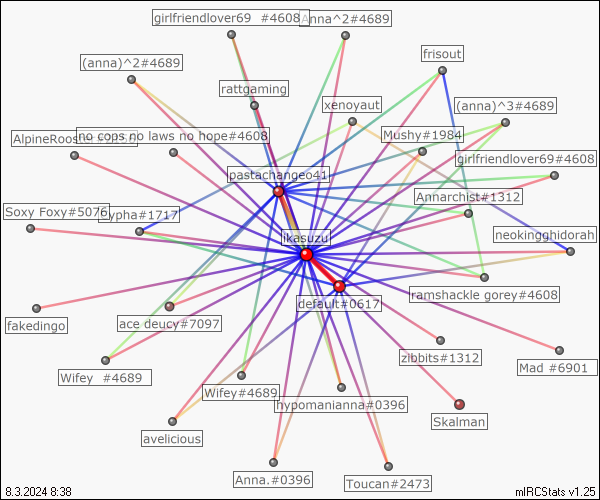 girlfriendlover69 #4608
Anna^2#4689
frisout
(anna)^2#4689
rattgaming
xenoyaut
(anna)^3#4689
Mushy#1984
no cops no laws no hope#4608
girlfriendlover69#4608
pastachangeo41
Annarchist#1312
Soxy Foxy#5076
#1717
neokingghidorah
ikasuzu
ramshackle gorey#4608
default#0617
fakedingo
ace deucy#7097
zibbits#1312
Mad #6901
Wifey #4689
Wifey#4689
hypomanianna#0396
Skalman
avelicious
Anna.#0396
Toucan#2473
8.3.2024 8:38
mIRCStats v1.25